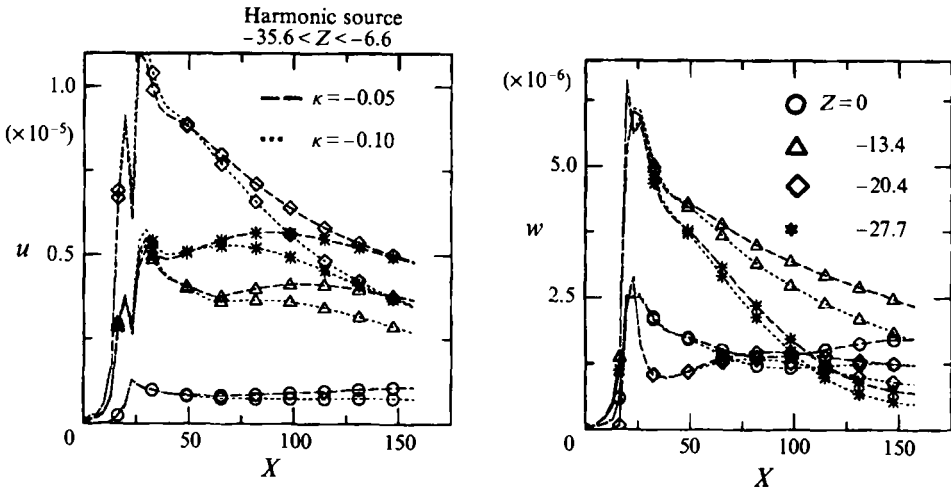 Harmonic source
−35.6 < Z < −6.6
1.0
(×10⁻⁵)
u
0.5
0
50
100
150
X
κ=−0.05
κ=−0.10
(×10⁻⁶)
5.0
w
2.5
0
0
50
100
150
X
Z=0
−13.4
−20.4
−27.7